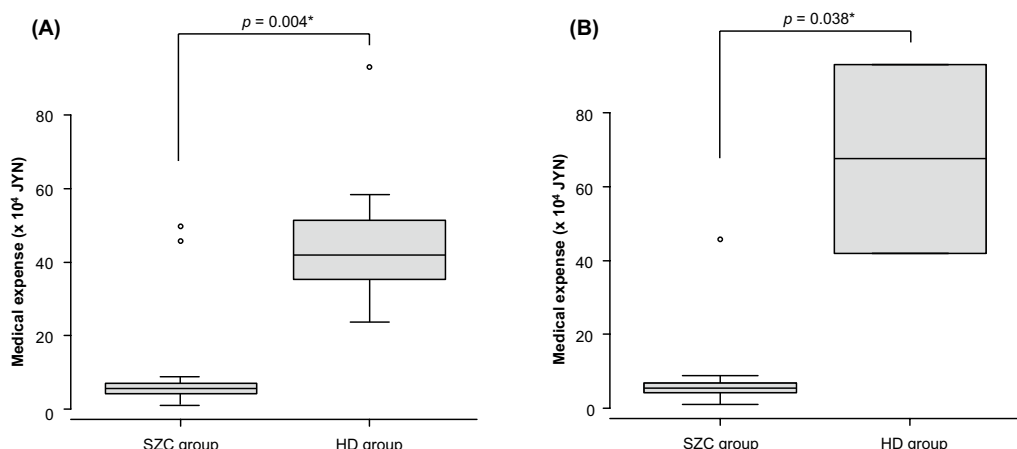 (A)
p = 0.004*
Medical expense (x 10⁴ JYN)
80
60
40
20
0
SZC group
HD group
(B)
p = 0.038*
Medical expense (x 10⁴ JYN)
80
60
40
20
0
SZC group
HD group